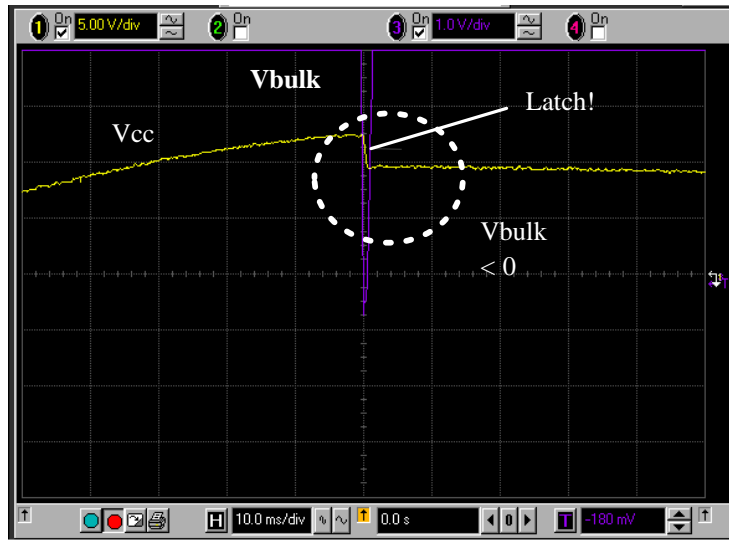 1 On 5.00 V/div 2 On 3 On 1.0 V/div 4 On
Vbulk
Latch!
Vcc
Vbulk
< 0
T
H 10.0 ms/div 0.0 s 0 T -180 mV